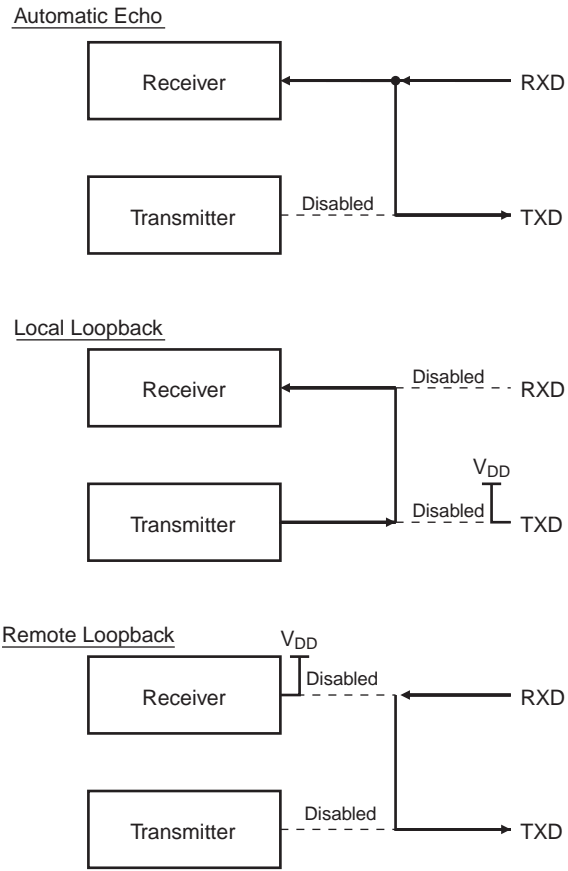 Automatic Echo
Receiver
RXD
Transmitter
Disabled
TXD
Local Loopback
Receiver
Disabled
RXD
VDD
Transmitter
Disabled
TXD
Remote Loopback
VDD
Receiver
Disabled
RXD
Transmitter
Disabled
TXD